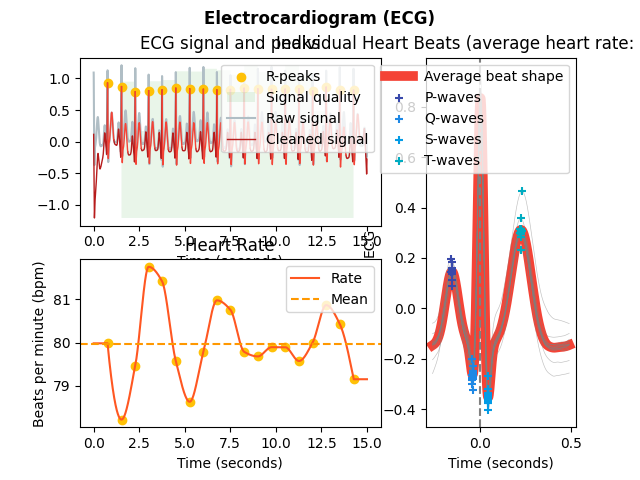 Electrocardiogram (ECG)
ECG signal and peaks
Individual Heart Beats (average heart rate:
R-peaks
Signal quality
Raw signal
Cleaned signal
1.0
0.5
0.0
−0.5
−1.0
0.0 2.5 5.0 7.5 10.0 12.5 15.0
Time (seconds)
Average beat shape
P-waves
Q-waves
S-waves
T-waves
ECG
0.8
0.6
0.4
0.2
0.0
−0.2
−0.4
0.0 0.5
Time (seconds)
Heart Rate
Rate
Mean
Beats per minute (bpm)
81
80
79
0.0 2.5 5.0 7.5 10.0 12.5 15.0
Time (seconds)